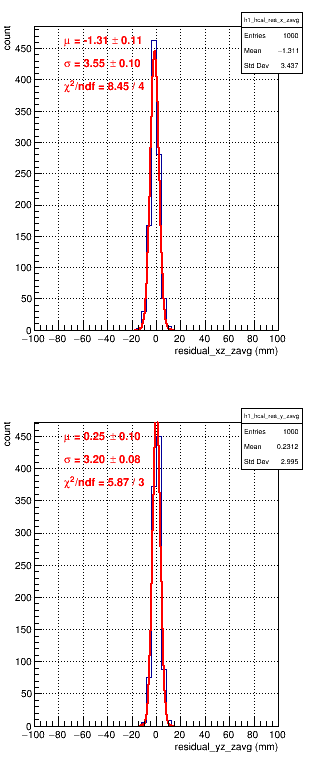 h1_hcal_res_x_zavg
Entries 1000
Mean −1.311
Std Dev 3.437
μ = -1.31 ± 0.11
σ = 3.55 ± 0.10
χ²/ndf = 8.45 / 4
count
450
400
350
300
250
200
150
100
50
0
−100 −80 −60 −40 −20 0 20 40 60 80 100
residual_xz_zavg (mm)
h1_hcal_res_y_zavg
Entries 1000
Mean 0.2312
Std Dev 2.995
μ = 0.25 ± 0.10
σ = 3.20 ± 0.08
χ²/ndf = 5.87 / 3
count
450
400
350
300
250
200
150
100
50
0
−100 −80 −60 −40 −20 0 20 40 60 80 100
residual_yz_zavg (mm)